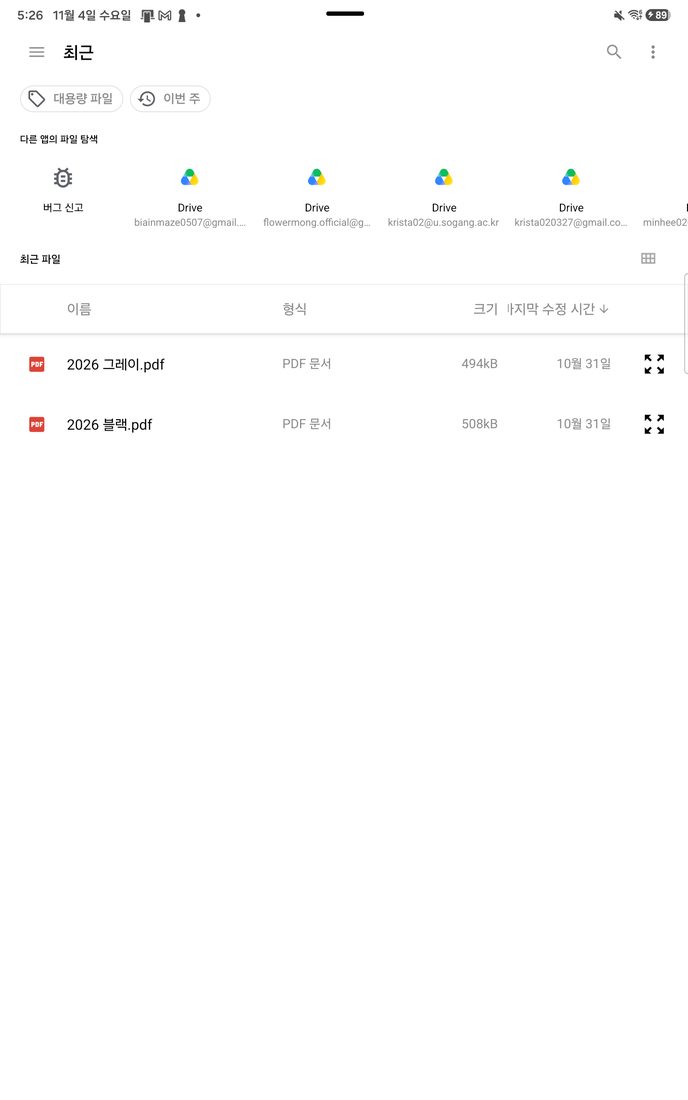 5:26 11월 4일 수요일 89
최근
대용량 파일 이번 주
다른 앱의 파일 탐색
버그 신고 Drive Drive Drive Drive
biainmaze0507@gmail.... flowermong.official@g... krista02@u.sogang.ac.kr krista020327@gmail.co... minhee02
최근 파일
이름 형식 크기 마지막 수정 시간
PDF 2026 그레이.pdf PDF 문서 494kB 10월 31일
PDF 2026 블랙.pdf PDF 문서 508kB 10월 31일